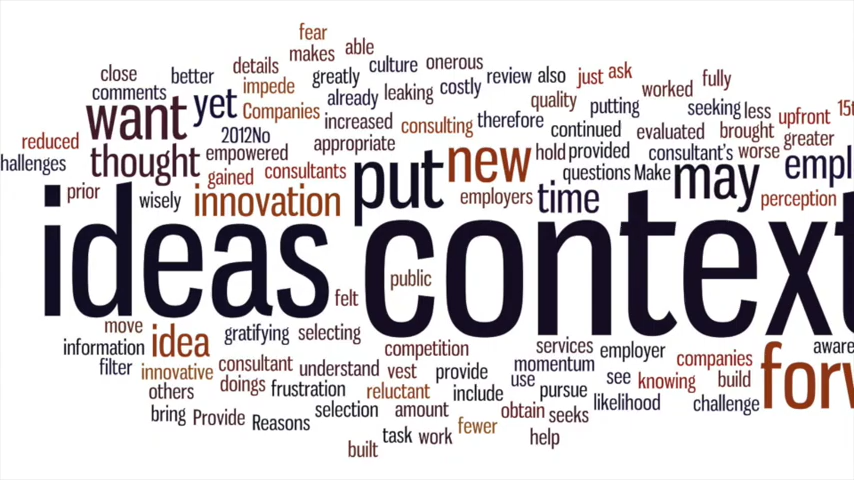 fear
makes able
close better details greatly culture onerous
comments impede already leaking costly review also just ask
want yet Companies quality putting worked fully
2012No increased consulting therefore seeking less upfront 15t
reduced appropriate continued evaluated brought greater
hallenges thought empowered put new hold provided consultant's worse empl
gained consultants questions Make may
prior wisely innovation employers time perception
ideas context
public
felt
move idea gratifying selecting
information competition services employer aware
filter innovative consultant understand vest provide momentum companies forw
others doings frustration reluctant include use pursue see knowing build
bring Provide Reasons selection amount obtain seeks likelihood challenge
task work fewer
built help